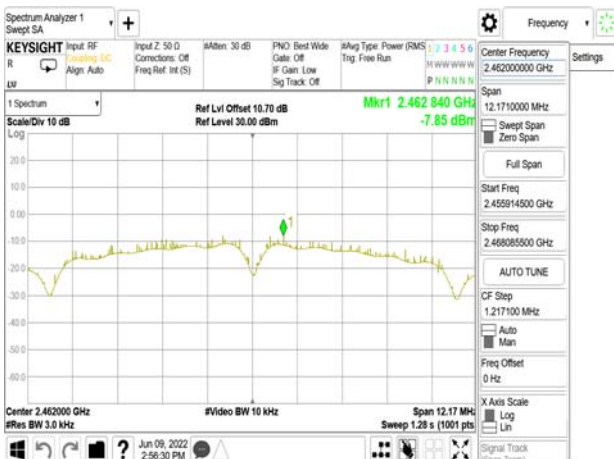 Spectrum Analyzer 1
Swept SA
+
Frequency
KEYSIGHT
R
LXI
Input: RF
Coupling: DC
Align: Auto
Input Z: 50 Ω
Corrections: Off
Freq Ref: Int (S)
#Atten: 30 dB
PNO: Best Wide
Gate: Off
IF Gain: Low
Sig Track: Off
#Avg Type: Power (RMS
Trig: Free Run
1 2 3 4 5 6
M W W W W W
P N N N N N
1 Spectrum
Scale/Div 10 dB
Log
Ref Lvl Offset 10.70 dB
Ref Level 30.00 dBm
Mkr1 2.462 840 GHz
-7.85 dBm
20.0
10.0
0.00
-10.0
-20.0
-30.0
-40.0
-50.0
-60.0
1
Center 2.462000 GHz
#Res BW 3.0 kHz
#Video BW 10 kHz
Span 12.17 MHz
Sweep 1.28 s (1001 pts)
Jun 09, 2022
2:56:30 PM
?
Center Frequency
2.462000000 GHz
Settings
Span
12.1710000 MHz
Swept Span
Zero Span
Full Span
Start Freq
2.455914500 GHz
Stop Freq
2.468085500 GHz
AUTO TUNE
CF Step
1.217100 MHz
Auto
Man
Freq Offset
0 Hz
X Axis Scale
Log
Lin
Signal Track